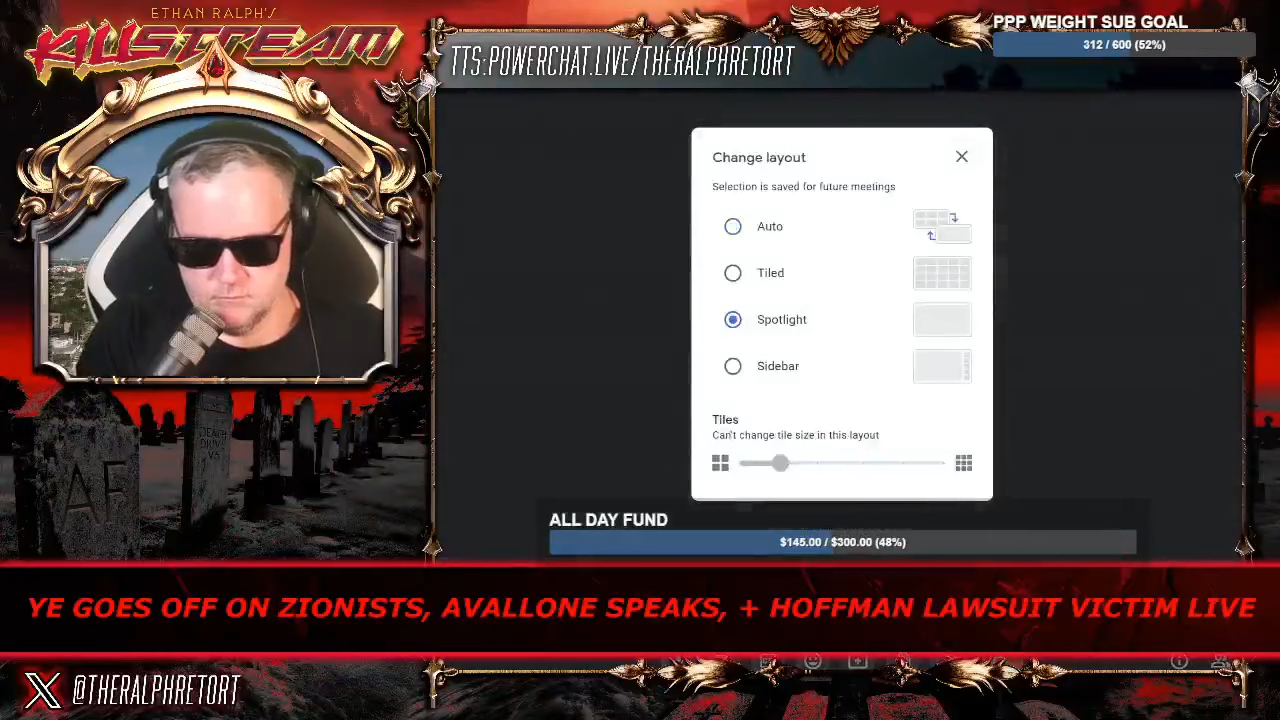 ETHAN RALPH'S
KILLSTREAM
TTS:POWERCHAT.LIVE/THERALPHRETORT
PPP WEIGHT SUB GOAL
312 / 600 (52%)
Change layout
Selection is saved for future meetings
Auto
Tiled
Spotlight
Sidebar
Tiles
Can't change tile size in this layout
AF
DEATH
ALL DAY FUND
$145.00 / $300.00 (48%)
YE GOES OFF ON ZIONISTS, AVALLONE SPEAKS, + HOFFMAN LAWSUIT VICTIM LIVE
X @THERALPHRETORT